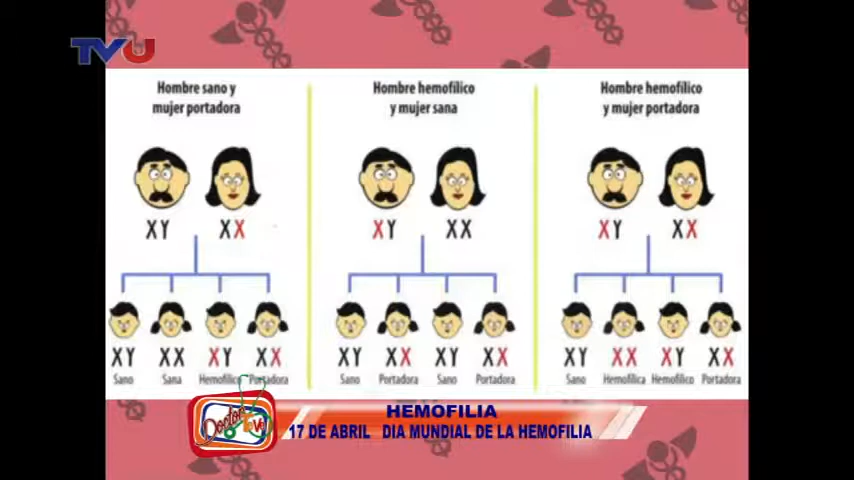 TVU
Hombre sano y
mujer portadora
Hombre hemofílico
y mujer sana
Hombre hemofílico
y mujer portadora
XY XX
XY XX
XY XX
XY XX XY XX
XY XX XY XX
XY XX XY XX
Sano Sana Hemofílico Portadora
Sano Portadora Sano Portadora
Sano Hemofílica Hemofílico Portadora
Doctor TeVe
HEMOFILIA
17 DE ABRIL DIA MUNDIAL DE LA HEMOFILIA